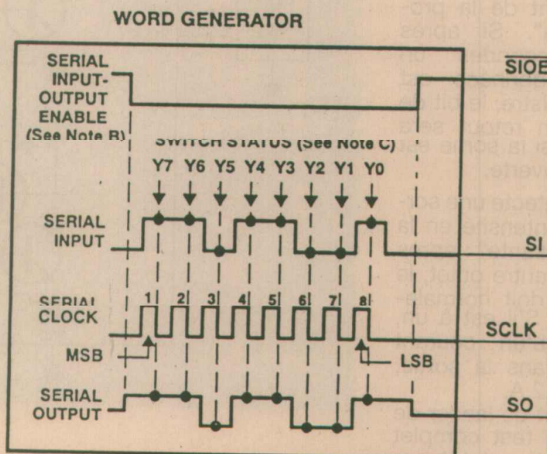 WORD GENERATOR
SERIAL
INPUT-
OUTPUT
ENABLE
(See Note B)
SIOE
SWITCH STATUS (See Note C)
Y7 Y6 Y5 Y4 Y3 Y2 Y1 Y0
SERIAL
INPUT
SI
SERIAL
CLOCK
1 2 3 4 5 6 7 8
SCLK
MSB
LSB
SERIAL
OUTPUT
SO